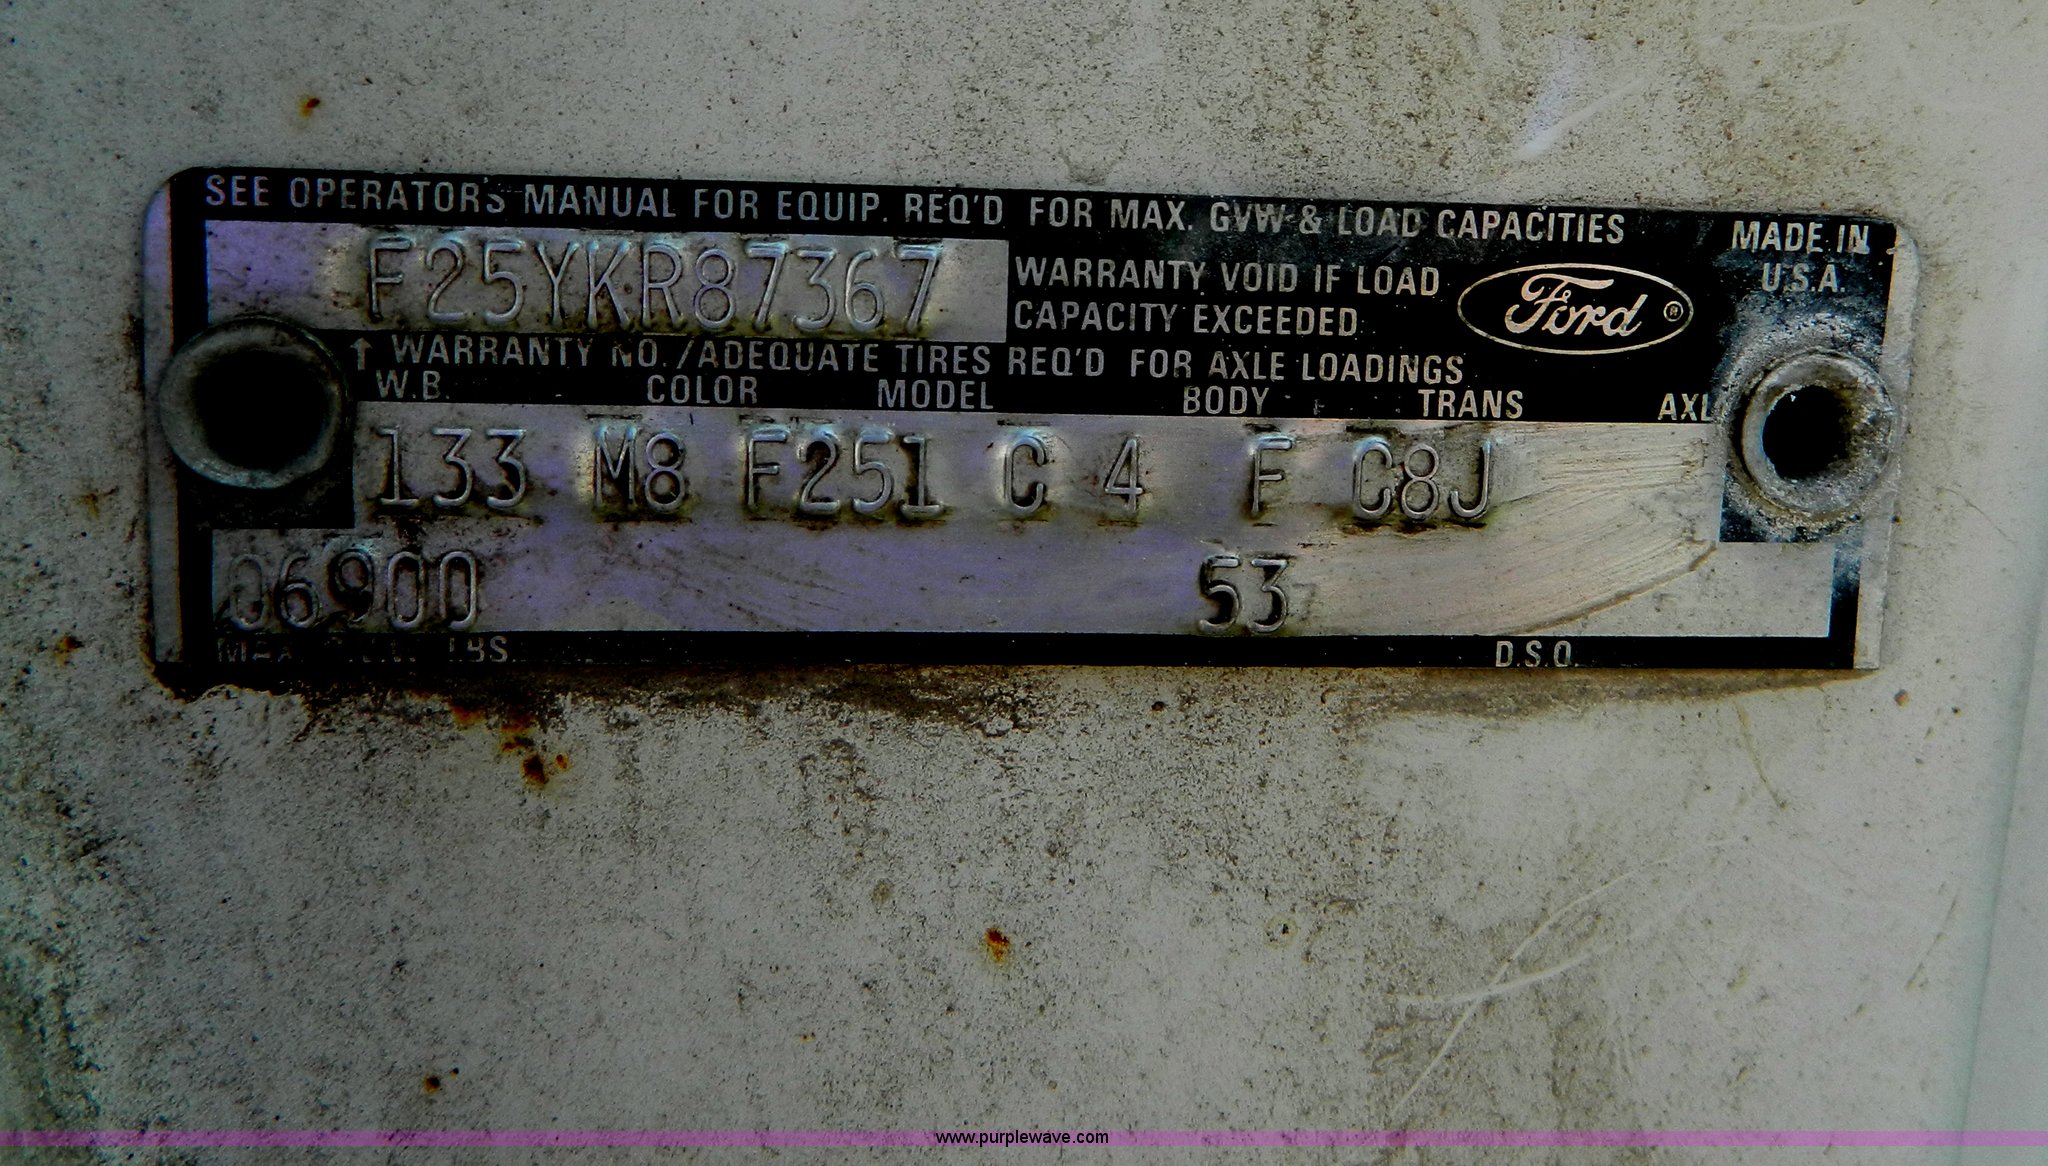 SEE OPERATOR'S MANUAL FOR EQUIP. REQ'D FOR MAX. GVW & LOAD CAPACITIES
MADE IN
U.S.A.
F25YKR87367
WARRANTY VOID IF LOAD
CAPACITY EXCEEDED
Ford ®
↑ WARRANTY NO./ADEQUATE TIRES REQ'D FOR AXLE LOADINGS
W.B. COLOR MODEL BODY TRANS AXL
133 M8 F251 C 4 F C8J
06900 53
LBS. D.S.O.
www.purplewave.com